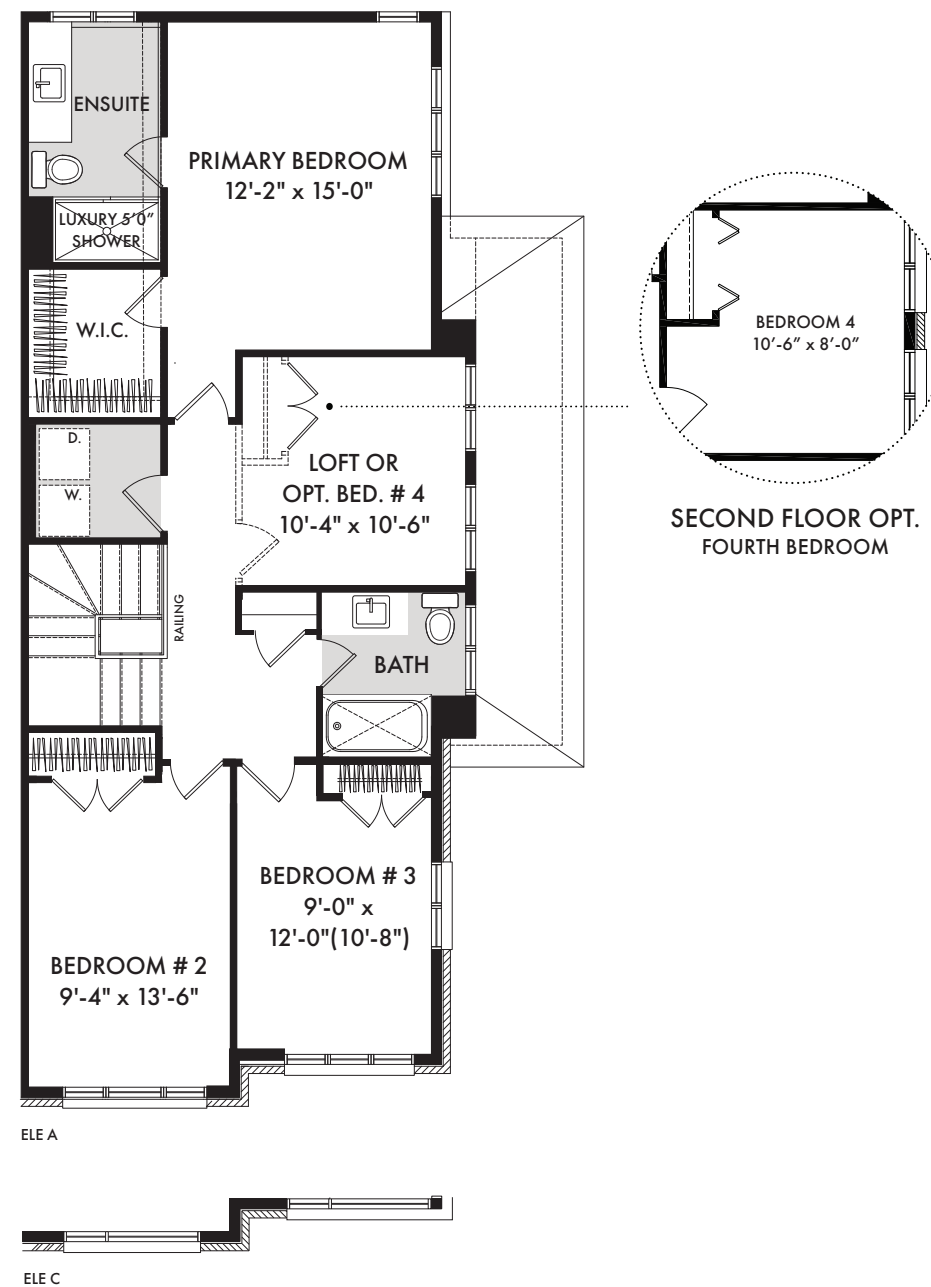 ENSUITE
PRIMARY BEDROOM
12'-2" x 15'-0"
LUXURY 5'0"
SHOWER
W.I.C.
D.
W.
LOFT OR
OPT. BED. # 4
10'-4" x 10'-6"
BEDROOM 4
10'-6" x 8'-0"
SECOND FLOOR OPT.
FOURTH BEDROOM
RAILING
BATH
BEDROOM # 3
9'-0" x
12'-0"(10'-8")
BEDROOM # 2
9'-4" x 13'-6"
ELE A
ELE C